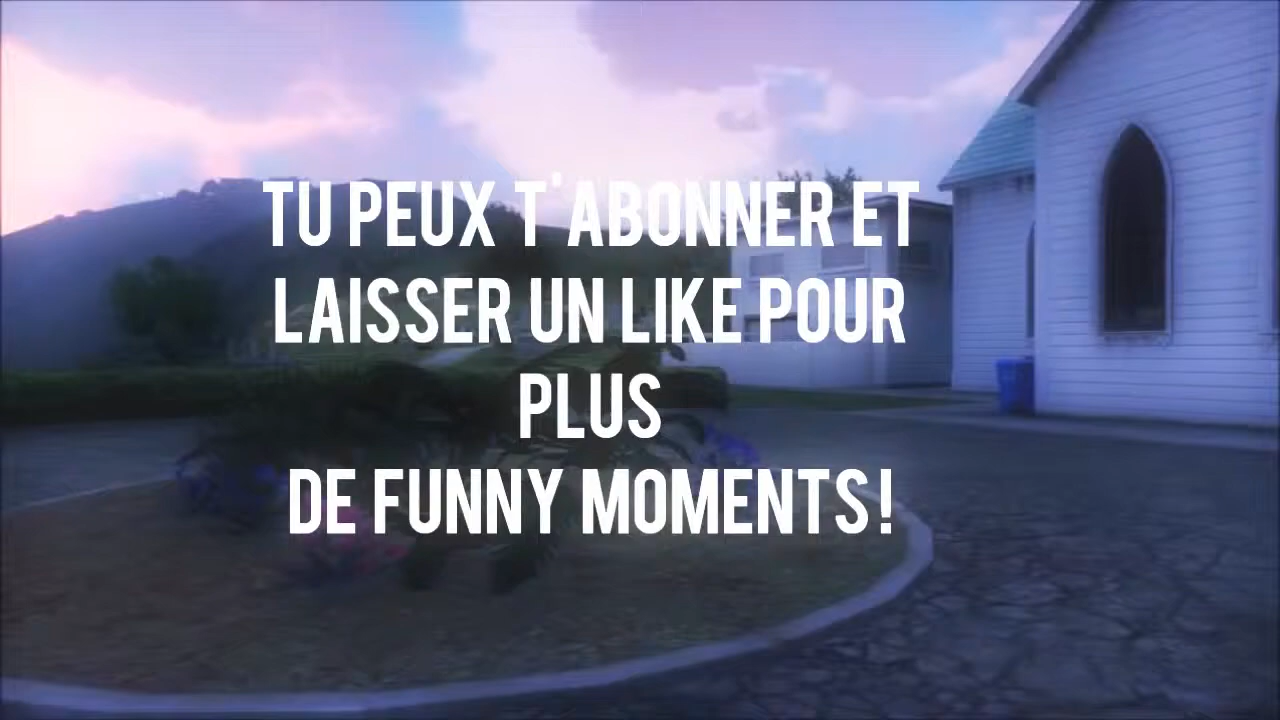 TU PEUX T'ABONNER ET
LAISSER UN LIKE POUR
PLUS
DE FUNNY MOMENTS!